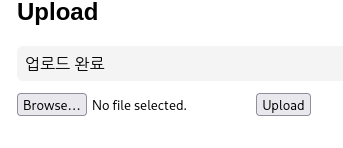 Upload
업로드 완료
Browse... No file selected. Upload